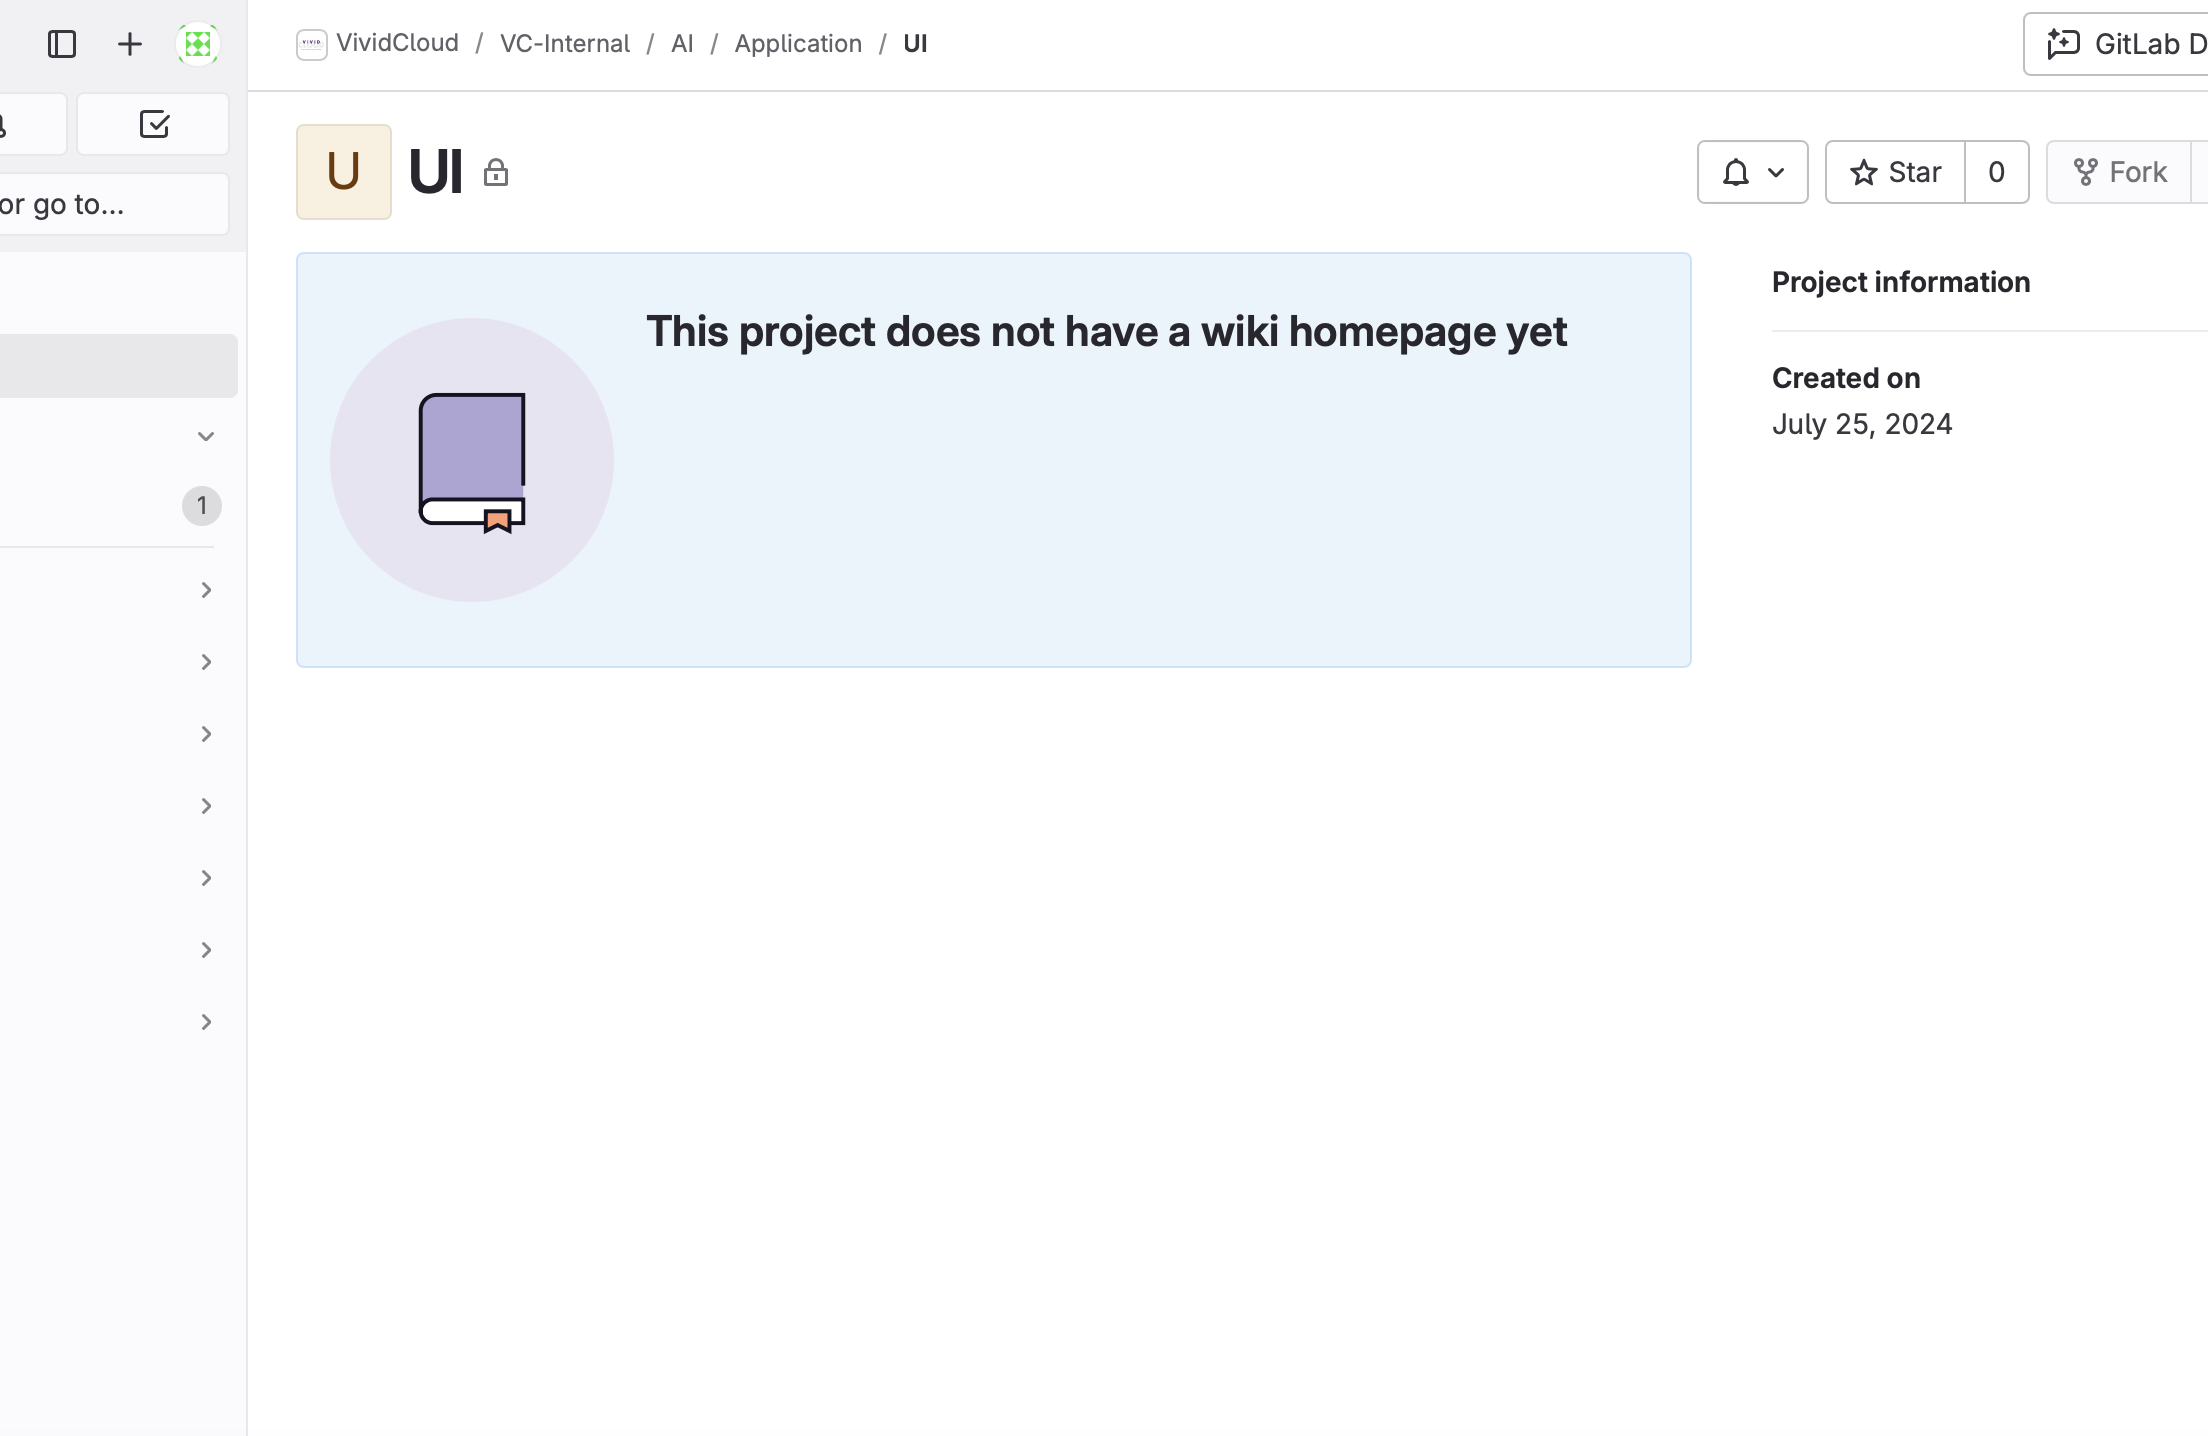 VividCloud / VC-Internal / AI / Application / UI
GitLab D
or go to...
U
UI
Star
0
Fork
This project does not have a wiki homepage yet
Project information
Created on
July 25, 2024
1